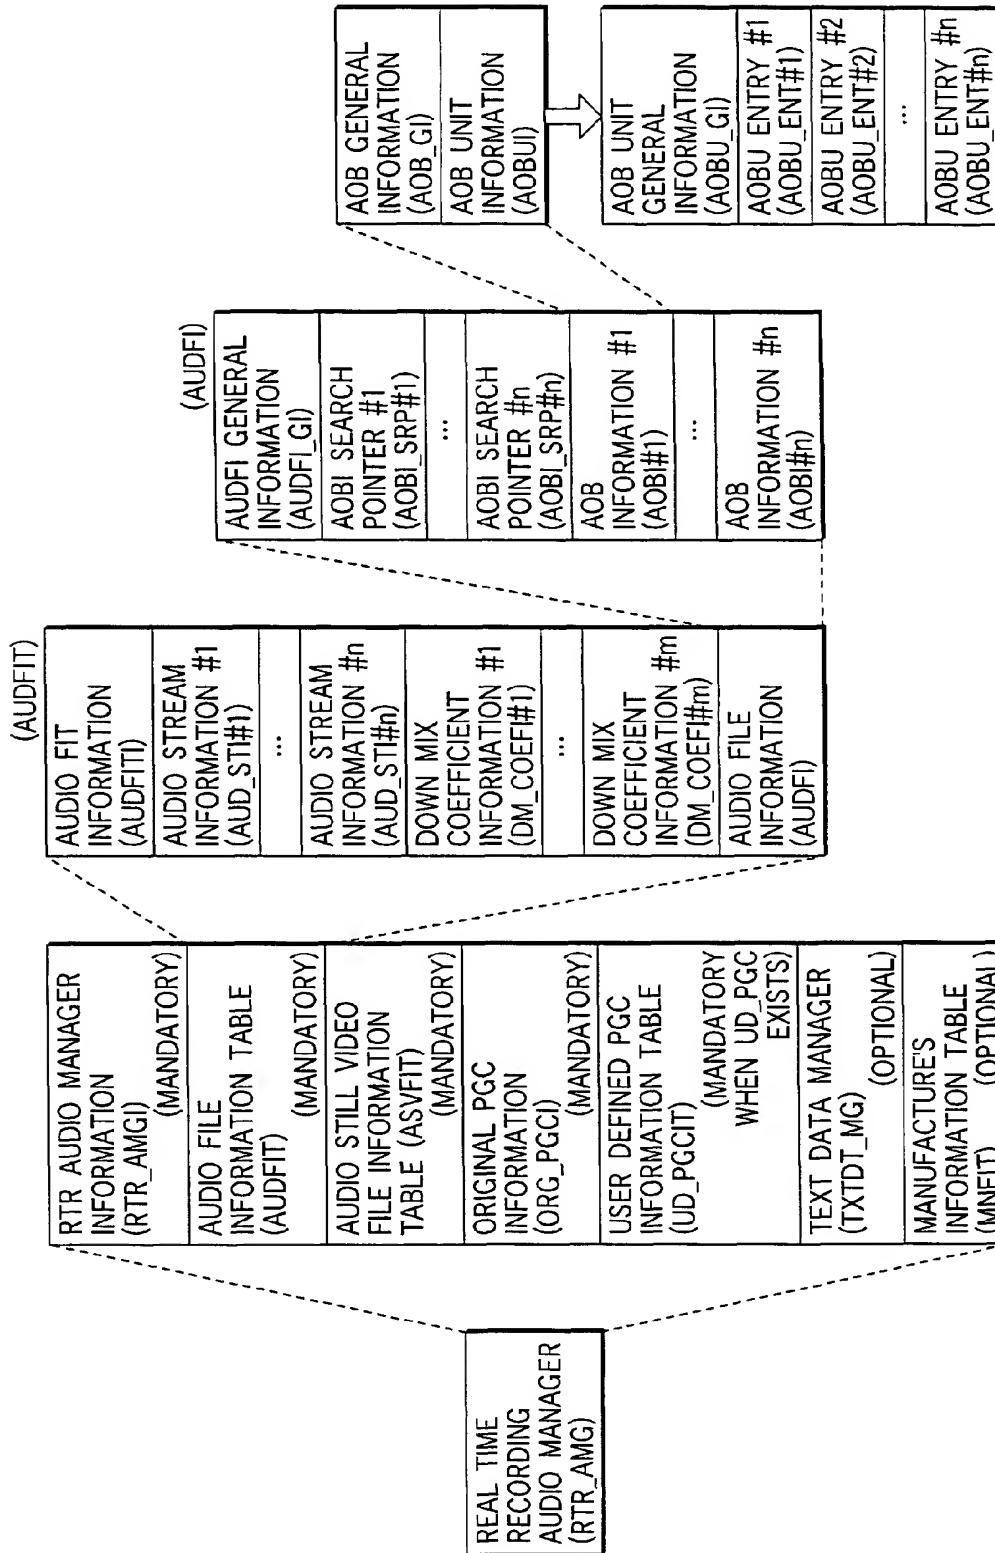 REAL TIME
RECORDING
AUDIO MANAGER
(RTR_AMG)
RTR AUDIO MANAGER
INFORMATION
(RTR_AMGI)
(MANDATORY)
AUDIO FILE
INFORMATION TABLE
(AUDFIT)
(MANDATORY)
AUDIO STILL VIDEO
FILE INFORMATION
TABLE (ASVFIT)
(MANDATORY)
ORIGINAL PGC
INFORMATION
(ORG_PGCI)
(MANDATORY)
USER DEFINED PGC
INFORMATION TABLE
(UD_PGCIT)
(MANDATORY
WHEN UD_PGC
EXISTS)
TEXT DATA MANAGER
(TXTDT_MG)
(OPTIONAL)
MANUFACTURE'S
INFORMATION TABLE
(MNFIT) (OPTIONAL)
(AUDFIT)
AUDIO FIT
INFORMATION
(AUDFITI)
AUDIO STREAM
INFORMATION #1
(AUD_STI#1)
...
AUDIO STREAM
INFORMATION #n
(AUD_STI#n)
DOWN MIX
COEFFICIENT
INFORMATION #1
(DM_COEFI#1)
...
DOWN MIX
COEFFICIENT
INFORMATION #m
(DM_COEFI#m)
AUDIO FILE
INFORMATION
(AUDFI)
(AUDFI)
AUDFI GENERAL
INFORMATION
(AUDFI_GI)
AOBI SEARCH
POINTER #1
(AOBI_SRP#1)
...
AOBI SEARCH
POINTER #n
(AOBI_SRP#n)
AOB
INFORMATION #1
(AOBI#1)
...
AOB
INFORMATION #n
(AOBI#n)
AOB GENERAL
INFORMATION
(AOB_GI)
AOB UNIT
INFORMATION
(AOBUI)
AOB UNIT
GENERAL
INFORMATION
(AOBU_GI)
AOBU ENTRY #1
(AOBU_ENT#1)
AOBU ENTRY #2
(AOBU_ENT#2)
...
AOBU ENTRY #n
(AOBU_ENT#n)